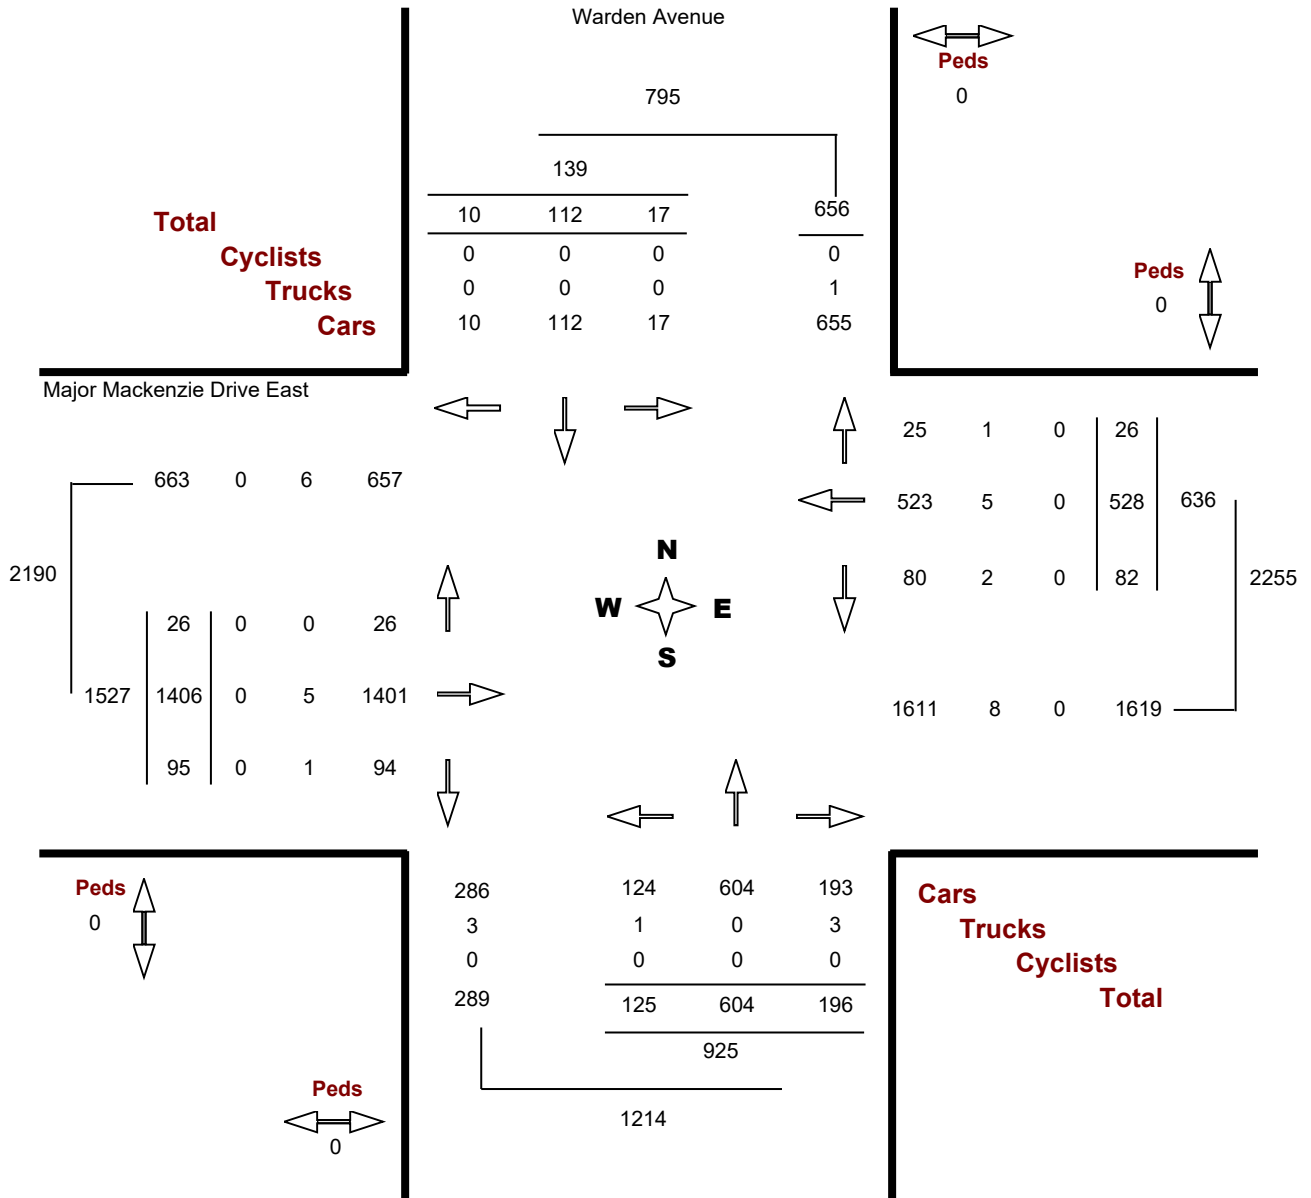 Warden Avenue
Peds
0
795
139
10 112 17 656
Total
0 0 0 0
Cyclists
0 0 0 1
Trucks
10 112 17 655
Cars
Peds
0
Major Mackenzie Drive East
25 1 0 26
663 0 6 657
523 5 0 528 636
2190
N
80 2 0 82 2255
W E
S
26 0 0 26
1527 1406 0 5 1401
1611 8 0 1619
95 0 1 94
Peds
0
286 124 604 193
3 1 0 3
0 0 0 0
289 125 604 196
925
Cars
Trucks
Cyclists
Total
Peds
0
1214